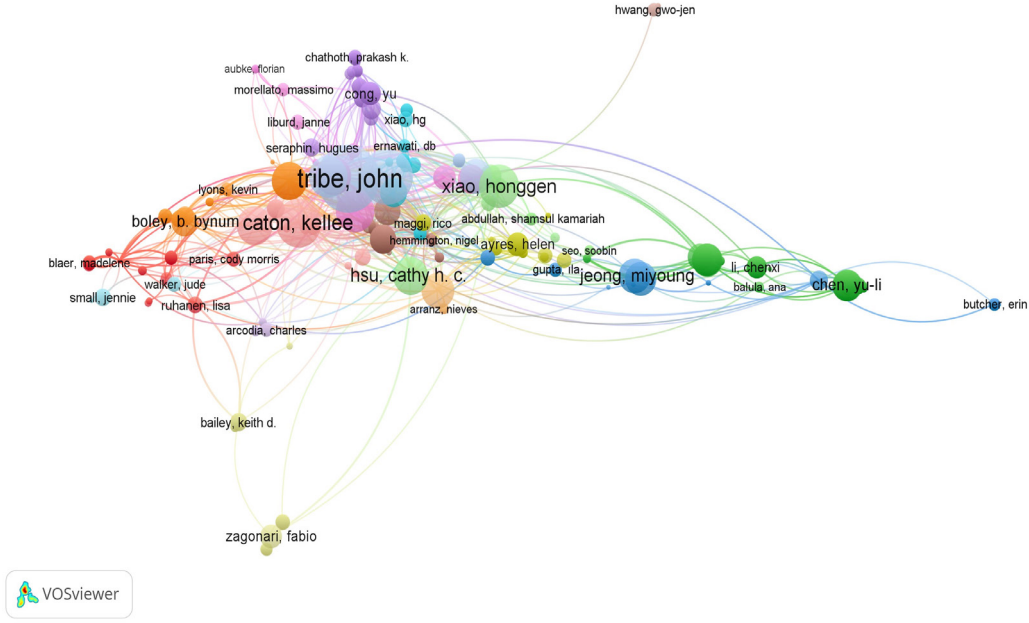 hwang, gwo-jen
chathoth, prakash k.
aubke, florian
morellato, massimo
cong, yu
liburd, janne
xiao, hg
seraphin, hugues
ernawati, db
tribe, john
xiao, honggen
lyons, kevin
boley, b. bynum
caton, kellee
maggi, rico
abdullah, shamsul kamariah
hemmington, nigel
ayres, helen
seo, soobin
blaer, madelene
paris, cody morris
gupta, ila
jeong, miyoung
li, chenxi
hsu, cathy h. c.
walker, jude
balula, ana
chen, yu-li
small, jennie
ruhanen, lisa
arranz, nieves
butcher, erin
arcodia, charles
bailey, keith d.
zagonari, fabio
VOSviewer